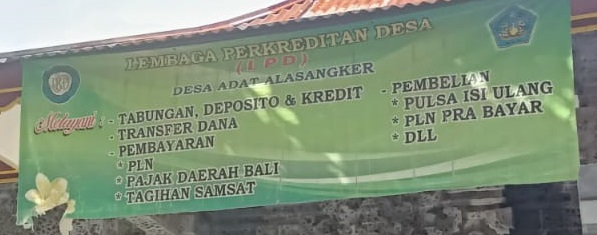 LEMBAGA PERKREDITAN DESA
(LPD)
DESA ADAT ALASANGKER
LPD
Melayani :
- TABUNGAN, DEPOSITO & KREDIT
- TRANSFER DANA
- PEMBAYARAN
* PLN
* PAJAK DAERAH BALI
* TAGIHAN SAMSAT
- PEMBELIAN
* PULSA ISI ULANG
* PLN PRA BAYAR
* DLL